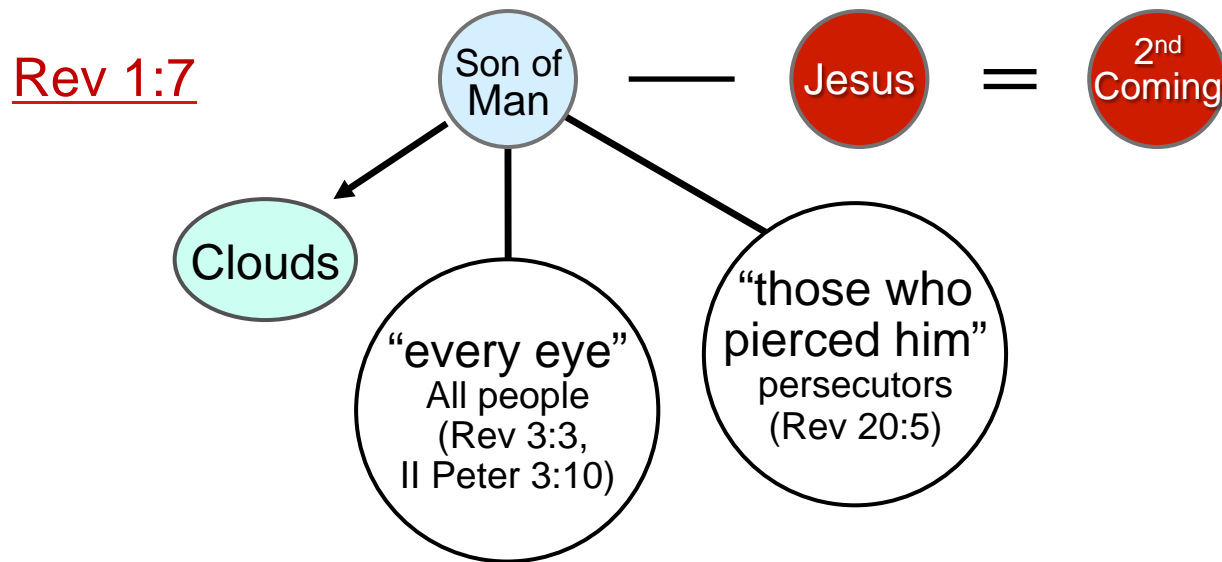 Rev 1:7
Son of
Man
Jesus
=
2nd
Coming
Clouds
“every eye”
All people
(Rev 3:3,
II Peter 3:10)
“those who
pierced him”
persecutors
(Rev 20:5)